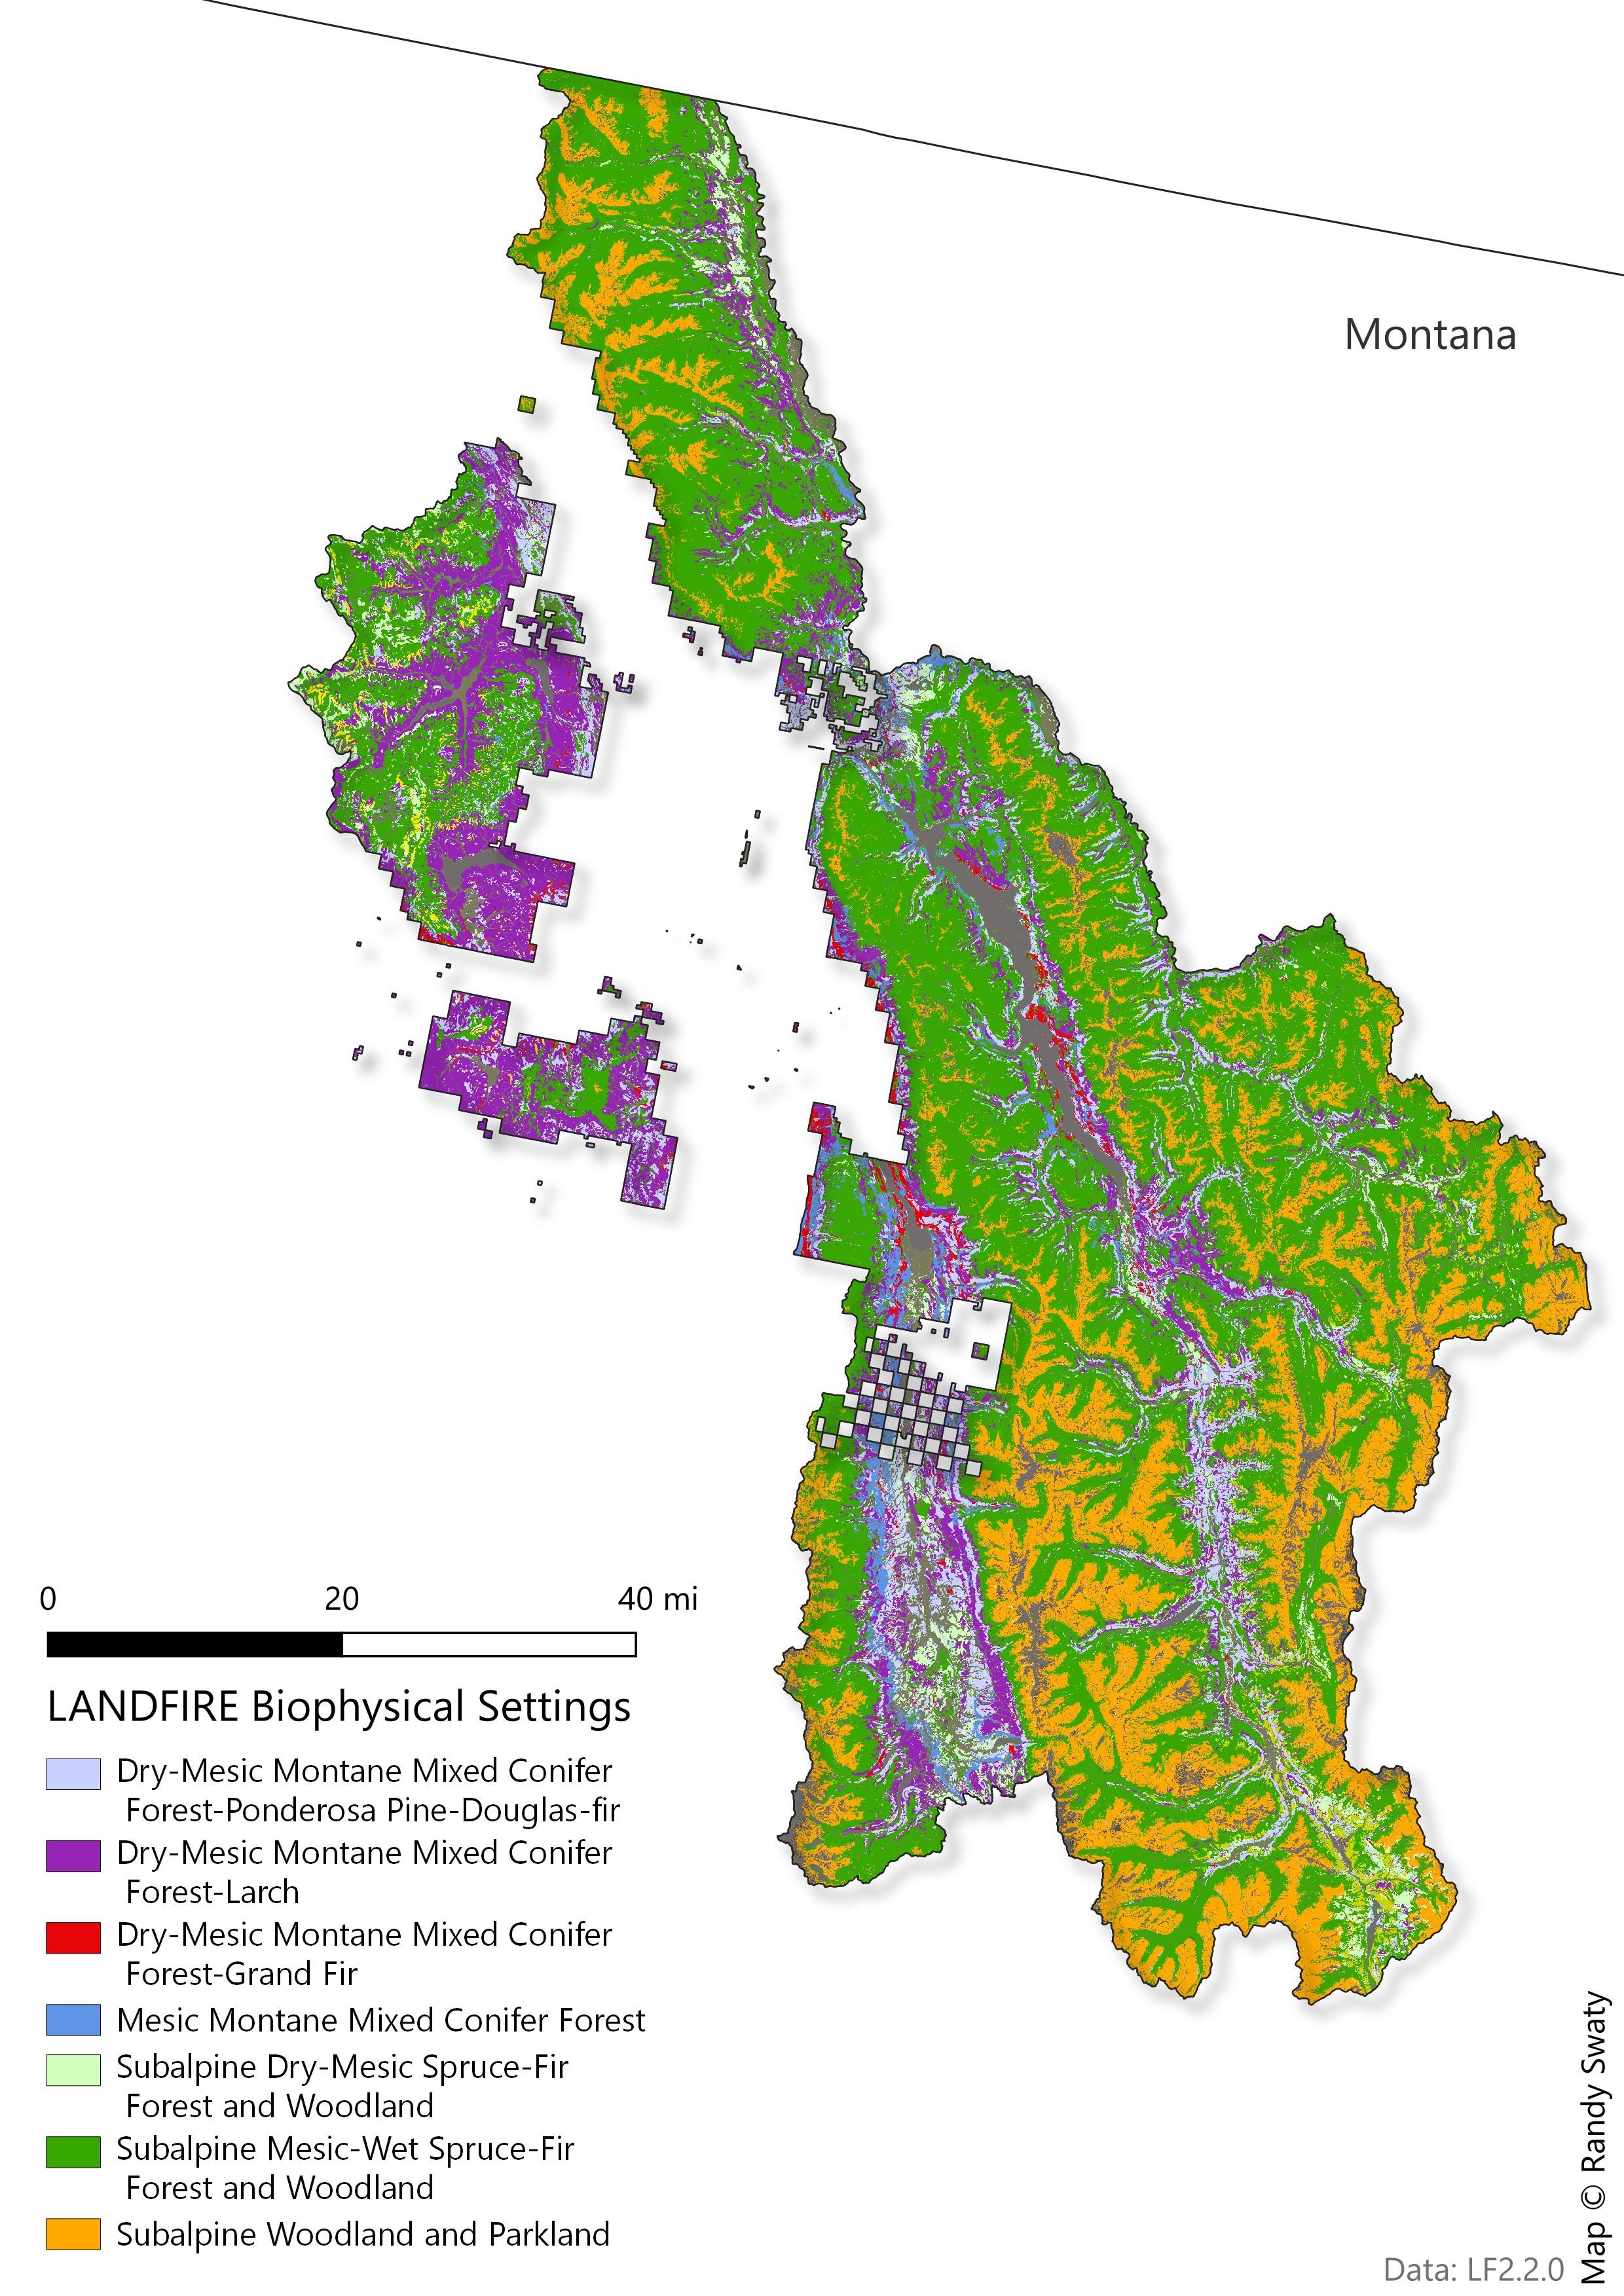 Montana
0 20 40 mi
LANDFIRE Biophysical Settings
Dry-Mesic Montane Mixed Conifer
Forest-Ponderosa Pine-Douglas-fir
Dry-Mesic Montane Mixed Conifer
Forest-Larch
Dry-Mesic Montane Mixed Conifer
Forest-Grand Fir
Mesic Montane Mixed Conifer Forest
Subalpine Dry-Mesic Spruce-Fir
Forest and Woodland
Subalpine Mesic-Wet Spruce-Fir
Forest and Woodland
Subalpine Woodland and Parkland
Data: LF2.2.0
Map © Randy Swaty